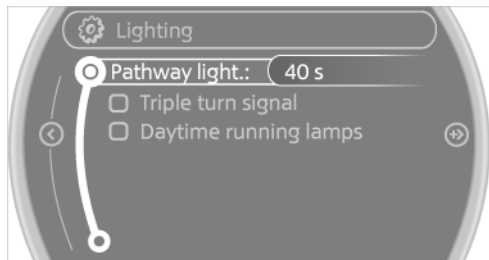 Lighting
Pathway light.: 40 s
Triple turn signal
Daytime running lamps